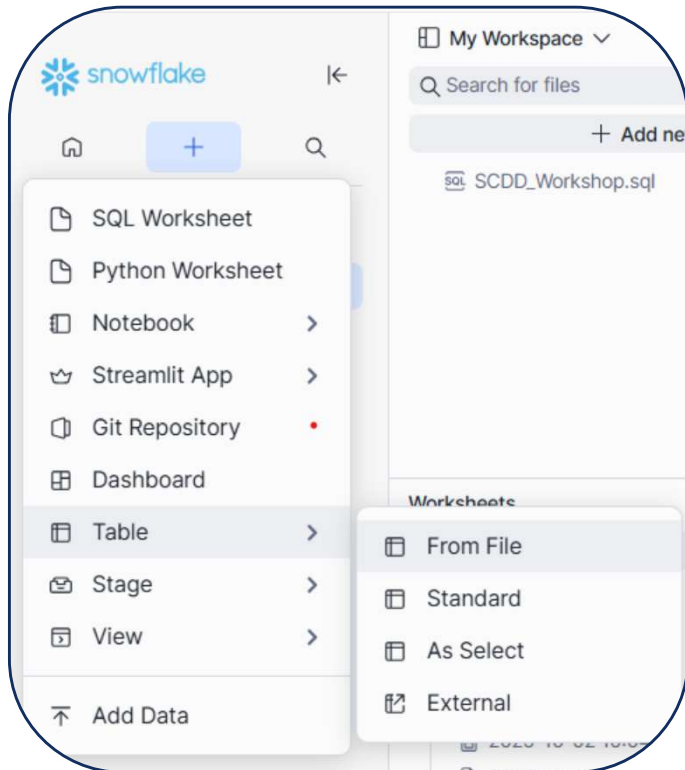 snowflake
My Workspace
Search for files
+ Add ne
SQL SCDD_Workshop.sql
SQL Worksheet
Python Worksheet
Notebook
Streamlit App
Git Repository
Dashboard
Table
Stage
View
Add Data
Worksheets
From File
Standard
As Select
External